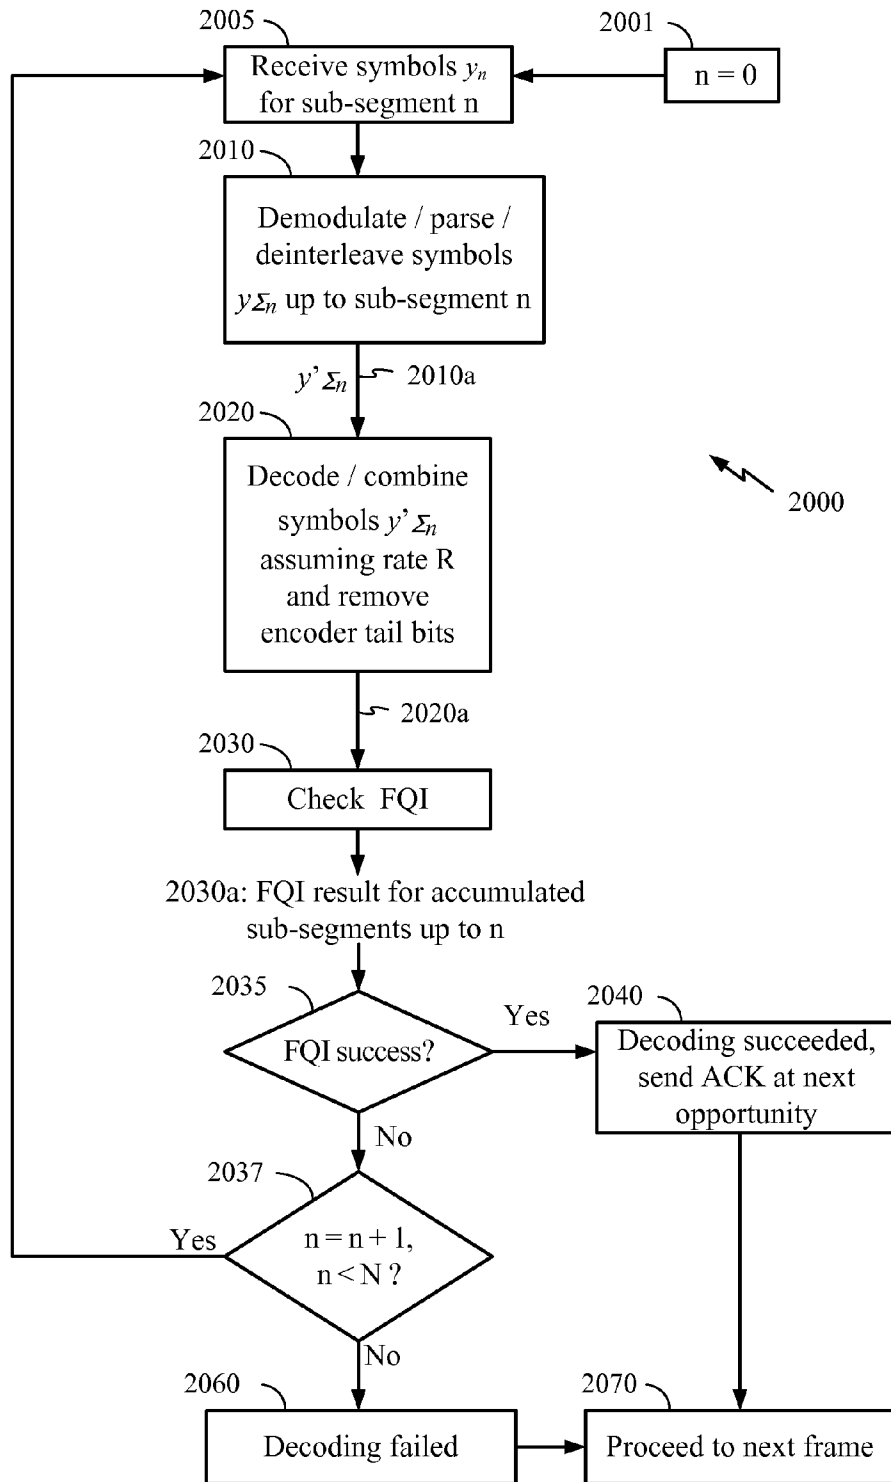 2005
2001
Receive symbols yₙ
for sub-segment n
n = 0
2010
Demodulate / parse /
deinterleave symbols
yΣₙ up to sub-segment n
y’Σₙ
2010a
2020
Decode / combine
symbols y’Σₙ
assuming rate R
and remove
encoder tail bits
2000
2020a
2030
Check FQI
2030a: FQI result for accumulated
sub-segments up to n
2035
FQI success?
Yes
2040
Decoding succeeded,
send ACK at next
opportunity
No
2037
Yes
n = n + 1,
n < N ?
No
2060
Decoding failed
2070
Proceed to next frame